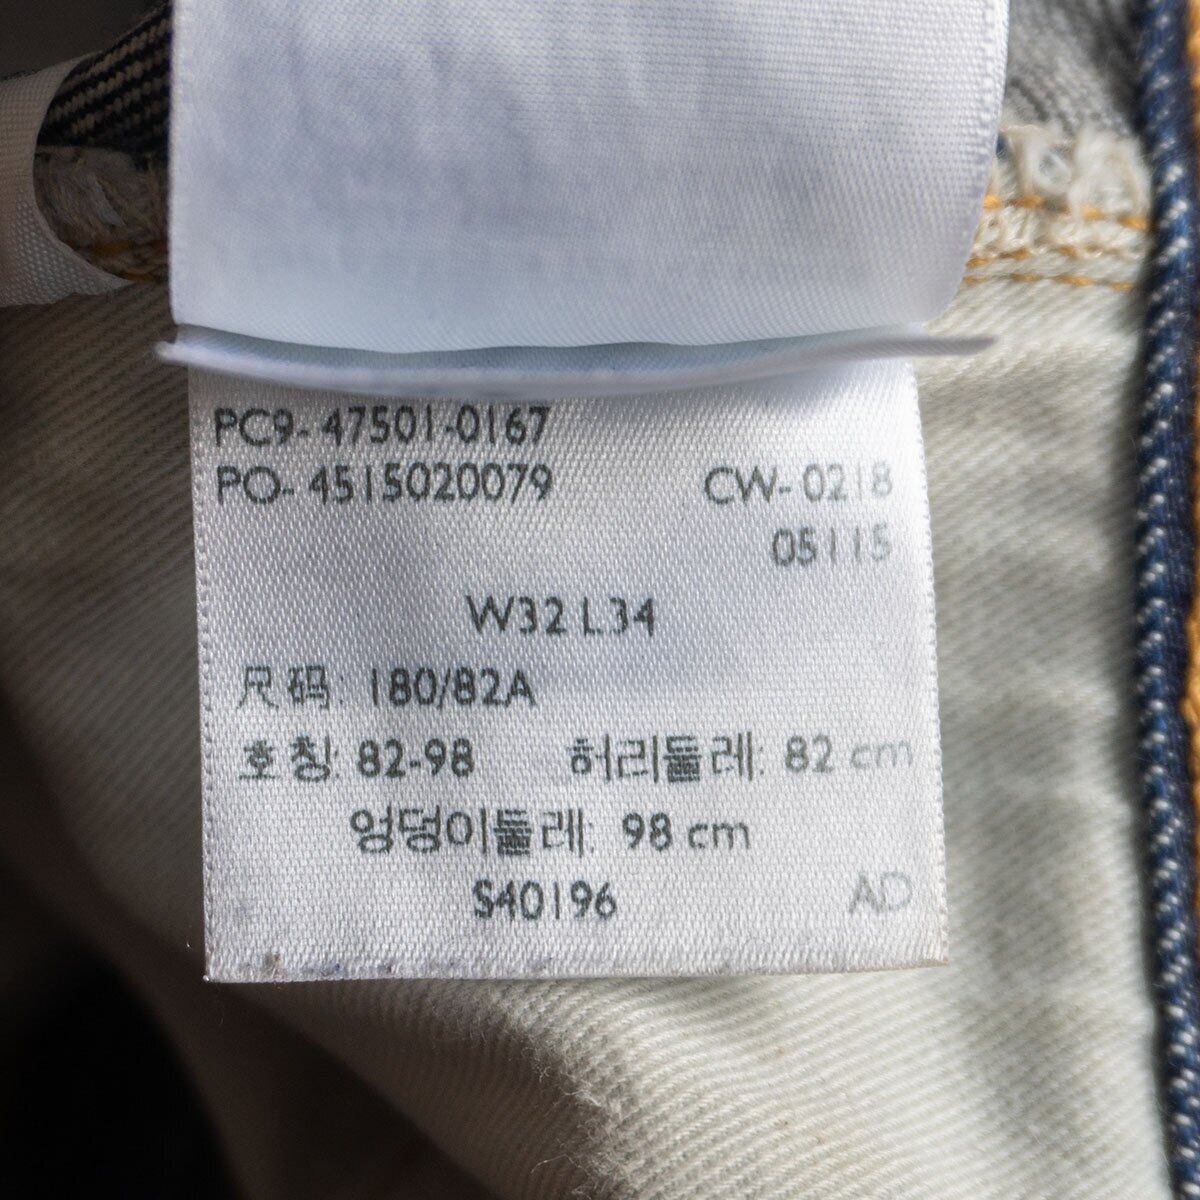 PC9- 47501-0167
PO- 4515020079 CW- 0218
05115
W32 L34
尺码: 180/82A
호칭: 82-98 허리둘레: 82 cm
엉덩이둘레: 98 cm
S40196 AD